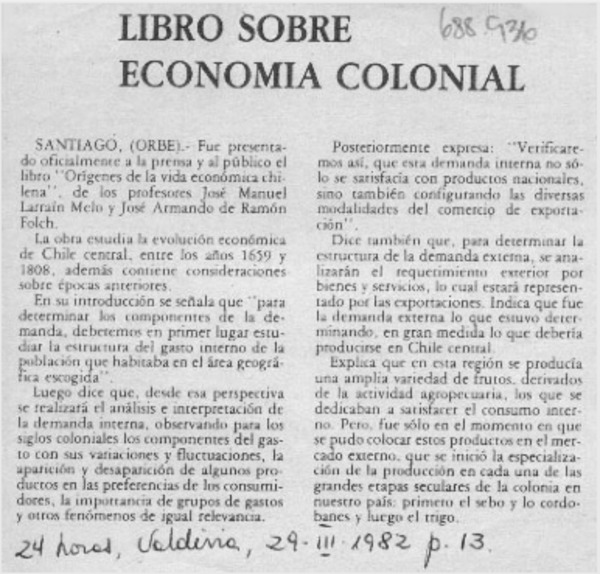 LIBRO SOBRE
688.936
ECONOMIA COLONIAL
SANTIAGO, (ORBE).- Fue presenta-
do oficialmente a la prensa y al público el
libro "Orígenes de la vida económica chi-
lena", de los profesores José Manuel
Larraín Melo y José Armando de Ramón
Folch.
La obra estudia la evolución económica
de Chile central, entre los años 1659 y
1808, además contiene consideraciones
sobre épocas anteriores.
En su introducción se señala que "para
determinar los componentes de la de-
manda, deberemos en primer lugar estu-
diar la estructura del gasto interno de la
población que habitaba en el área geográ-
fica escogida".
Luego dice que, desde esa perspectiva
se realizará el análisis e interpretación de
la demanda interna, observando para los
siglos coloniales los componentes del gas-
to con sus variaciones y fluctuaciones, la
aparición y desaparición de algunos pro-
ductos en las preferencias de los consumi-
dores, la importancia de grupos de gastos
y otros fenómenos de igual relevancia.
Posteriormente expresa: "Verificare-
mos así, que esta demanda interna no só-
lo se satisfacía con productos nacionales,
sino también configurando las diversas
modalidades del comercio de exporta-
ción".
Dice también que, para determinar la
estructura de la demanda externa, se ana-
lizarán el requerimiento exterior por
bienes y servicios, lo cual estará represen-
tado por las exportaciones. Indica que fue
la demanda externa lo que estuvo deter-
minando, en gran medida lo que debería
producirse en Chile central.
Explica que en esta región se producía
una amplia variedad de frutos, derivados
de la actividad agropecuaria, los que se
dedicaban a satisfacer el consumo inter-
no. Pero, fue sólo en el momento en que
se pudo colocar estos productos en el mer-
cado externo, que se inició la especializa-
ción de la producción en cada una de las
grandes etapas seculares de la colonia en
nuestro país: primero el sebo y lo cordo-
banes y luego el trigo.
24 horas, Valdivia, 29-III-1982 p. 13.